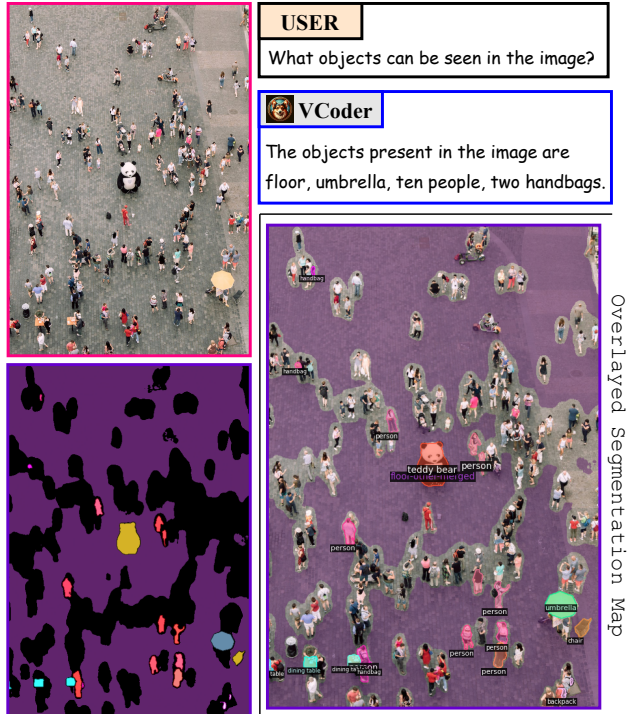 USER
What objects can be seen in the image?
VCoder
The objects present in the image are
floor, umbrella, ten people, two handbags.
Overlayed Segmentation Map
handbag
handbag
person
teddy bear
person
floor-other-merged
person
person
umbrella
chair
person
person
person
table
dining table
person
handbag
backpack